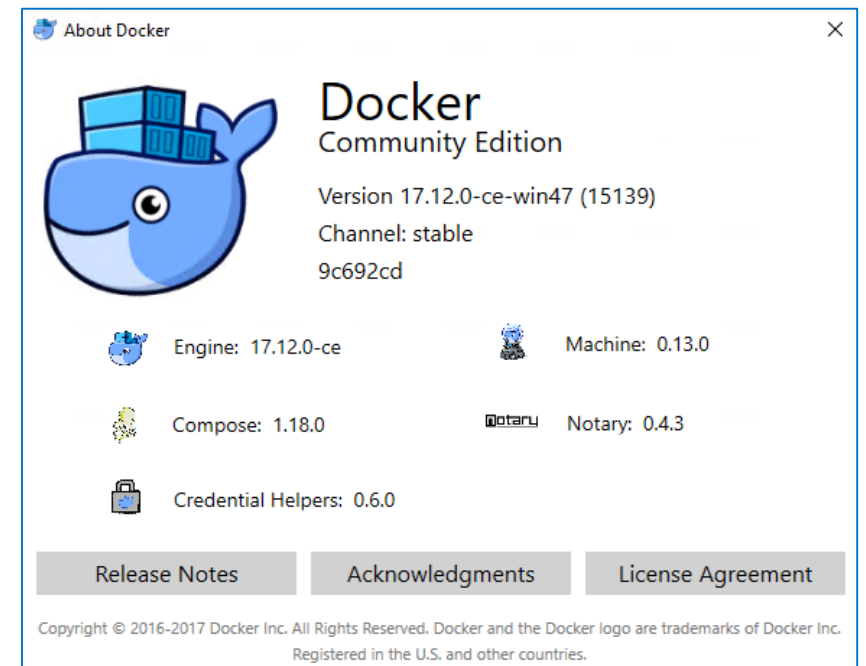 About Docker
Docker
Community Edition
Version 17.12.0-ce-win47 (15139)
Channel: stable
9c692cd
Engine: 17.12.0-ce
Machine: 0.13.0
Compose: 1.18.0
notary
Notary: 0.4.3
Credential Helpers: 0.6.0
Release Notes
Acknowledgments
License Agreement
Copyright © 2016-2017 Docker Inc. All Rights Reserved. Docker and the Docker logo are trademarks of Docker Inc.
Registered in the U.S. and other countries.